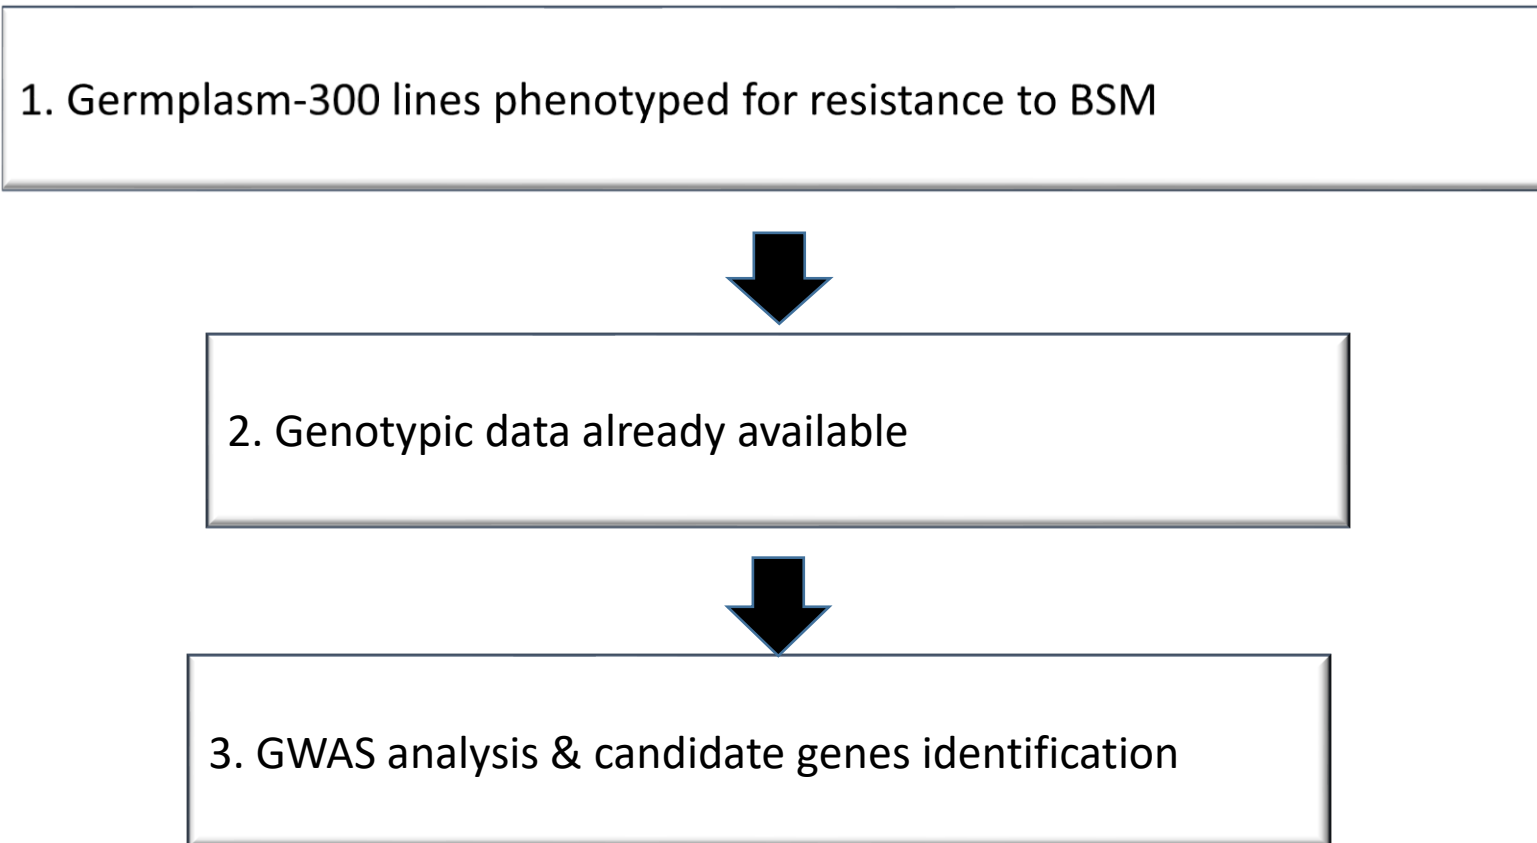 1. Germplasm-300 lines phenotyped for resistance to BSM
2. Genotypic data already available
3. GWAS analysis & candidate genes identification